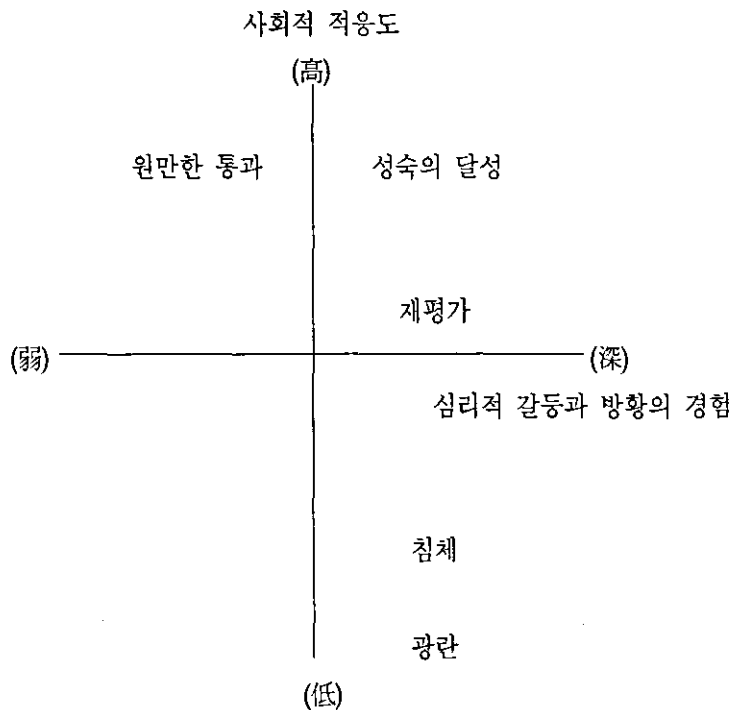 사회적 적응도
(高)
원만한 통과 성숙의 달성
재평가
(弱) (深)
심리적 갈등과 방황의 경험
침체
광란
(低)